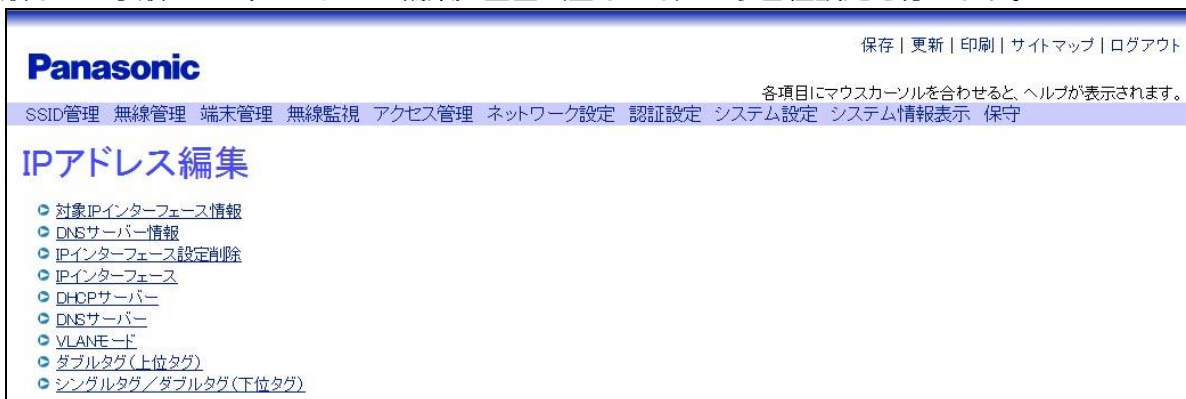 保存 | 更新 | 印刷 | サイトマップ | ログアウト
Panasonic
各項目にマウスカーソルを合わせると、ヘルプが表示されます。
SSID管理 無線管理 端末管理 無線監視 アクセス管理 ネットワーク設定 認証設定 システム設定 システム情報表示 保守
IPアドレス編集
対象IPインターフェース情報
DNSサーバー情報
IPインターフェース設定削除
IPインターフェース
DHCPサーバー
DNSサーバー
VLANモード
ダブルタグ(上位タグ)
シングルタグ/ダブルタグ(下位タグ)